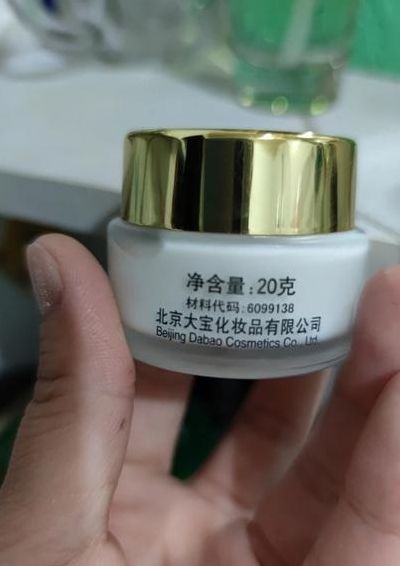 净含量:20克
材料代码:6099138
北京大宝化妆品有限公司
Beijing Dabao Cosmetics Co., Ltd.